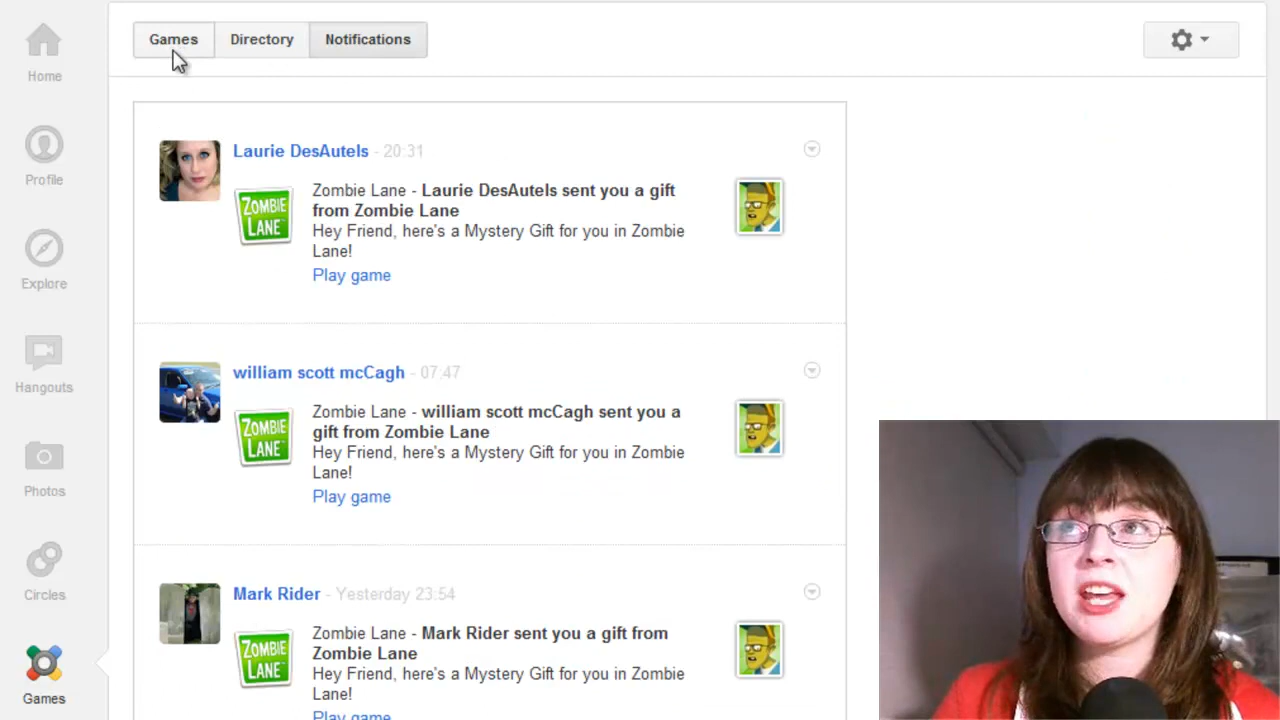 Games
Directory
Notifications
Home
Profile
Explore
Hangouts
Photos
Circles
Games
Laurie DesAutels - 20:31
ZOMBIE
LANE
Zombie Lane - Laurie DesAutels sent you a gift
from Zombie Lane
Hey Friend, here's a Mystery Gift for you in Zombie
Lane!
Play game
william scott mcCagh - 07:47
ZOMBIE
LANE
Zombie Lane - william scott mcCagh sent you a
gift from Zombie Lane
Hey Friend, here's a Mystery Gift for you in Zombie
Lane!
Play game
Mark Rider - Yesterday 23:54
ZOMBIE
LANE
Zombie Lane - Mark Rider sent you a gift from
Zombie Lane
Hey Friend, here's a Mystery Gift for you in Zombie
Lane!
Play game